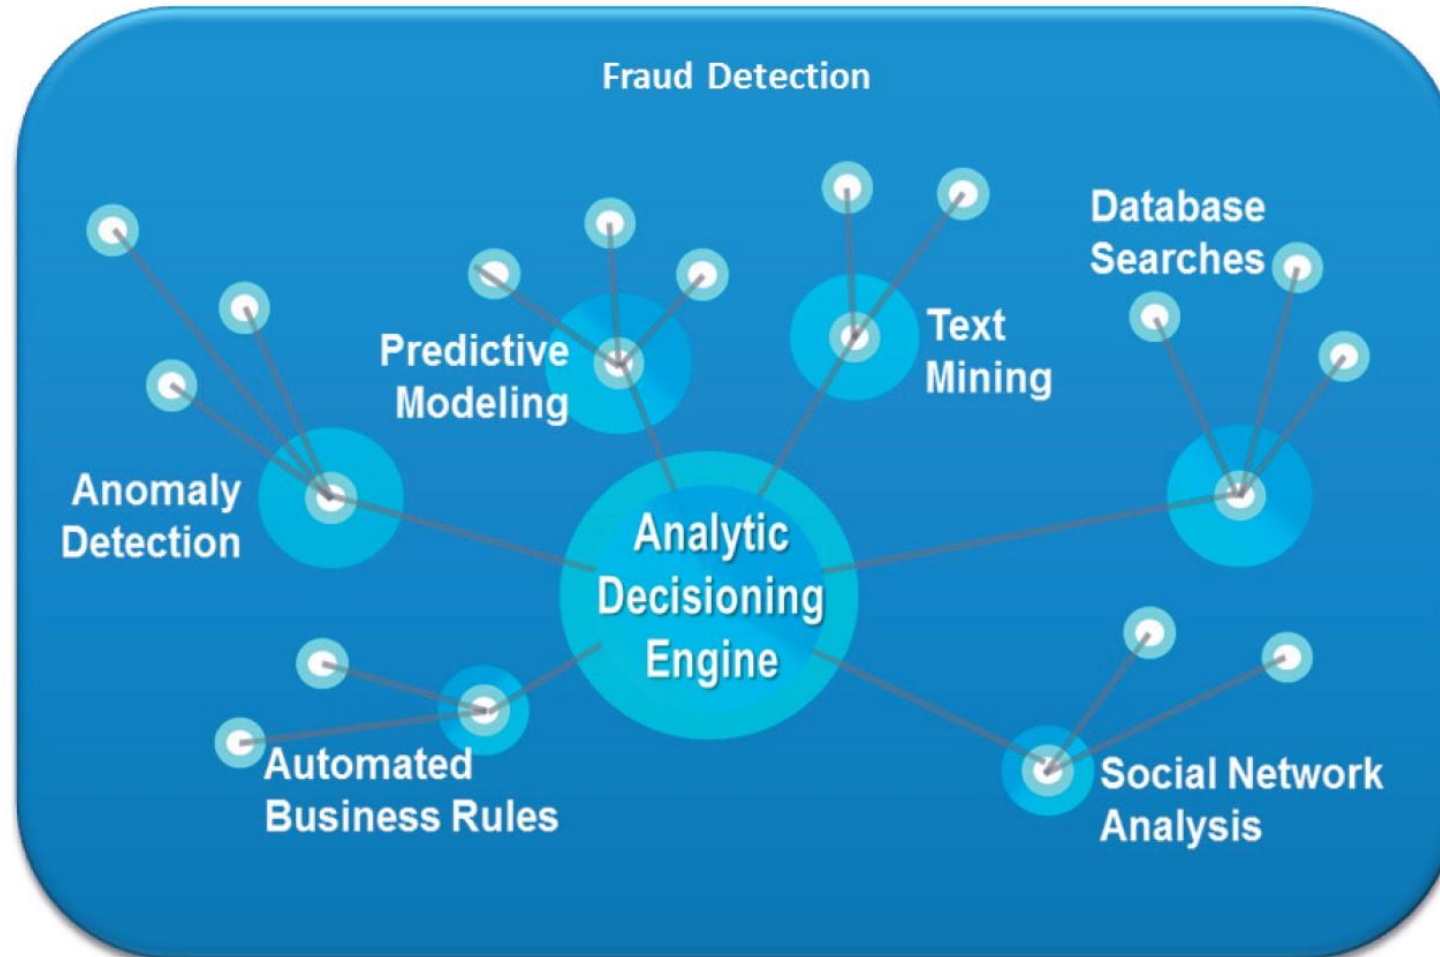 Fraud Detection
Database
Searches
Text
Mining
Predictive
Modeling
Anomaly
Detection
Analytic
Decisioning
Engine
Automated
Business Rules
Social Network
Analysis